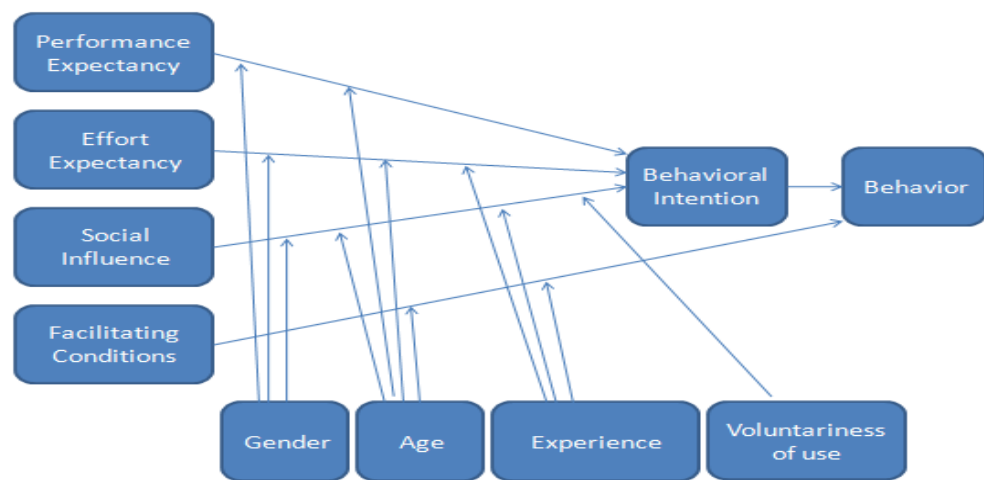 Performance
Expectancy
Effort
Expectancy
Social
Influence
Facilitating
Conditions
Behavioral
Intention
Behavior
Gender
Age
Experience
Voluntariness
of use